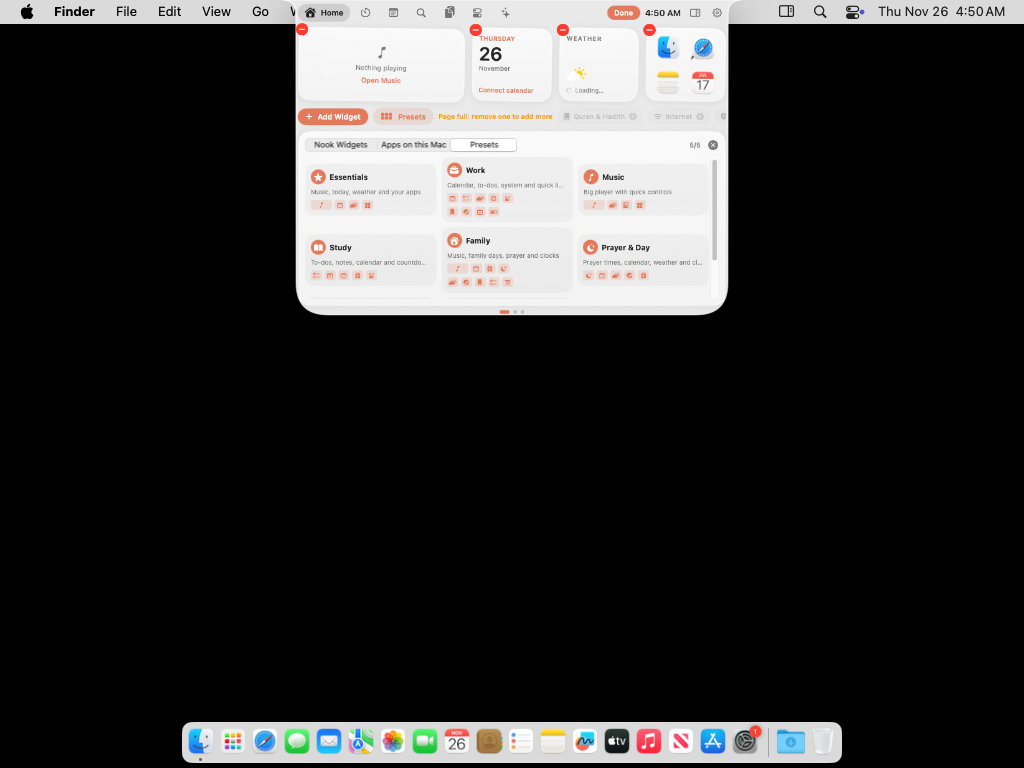 Finder File Edit View Go
Home
Done 4:50 AM
Thu Nov 26 4:50 AM
Nothing playing
Open Music
THURSDAY
26
November
Connect calendar
WEATHER
Loading...
JUL
17
+ Add Widget
Presets
Page full: remove one to add more
Quran & Hadith
Internet
Nook Widgets
Apps on this Mac
Presets
Essentials
Music, today, weather and your apps
Work
Calendar, to-dos, system and quick li...
Music
Big player with quick controls
Study
To-dos, notes, calendar and countdo...
Family
Music, family days, prayer and clocks
Prayer & Day
Prayer times, calendar, weather and cl...
NOV
26
tv
1